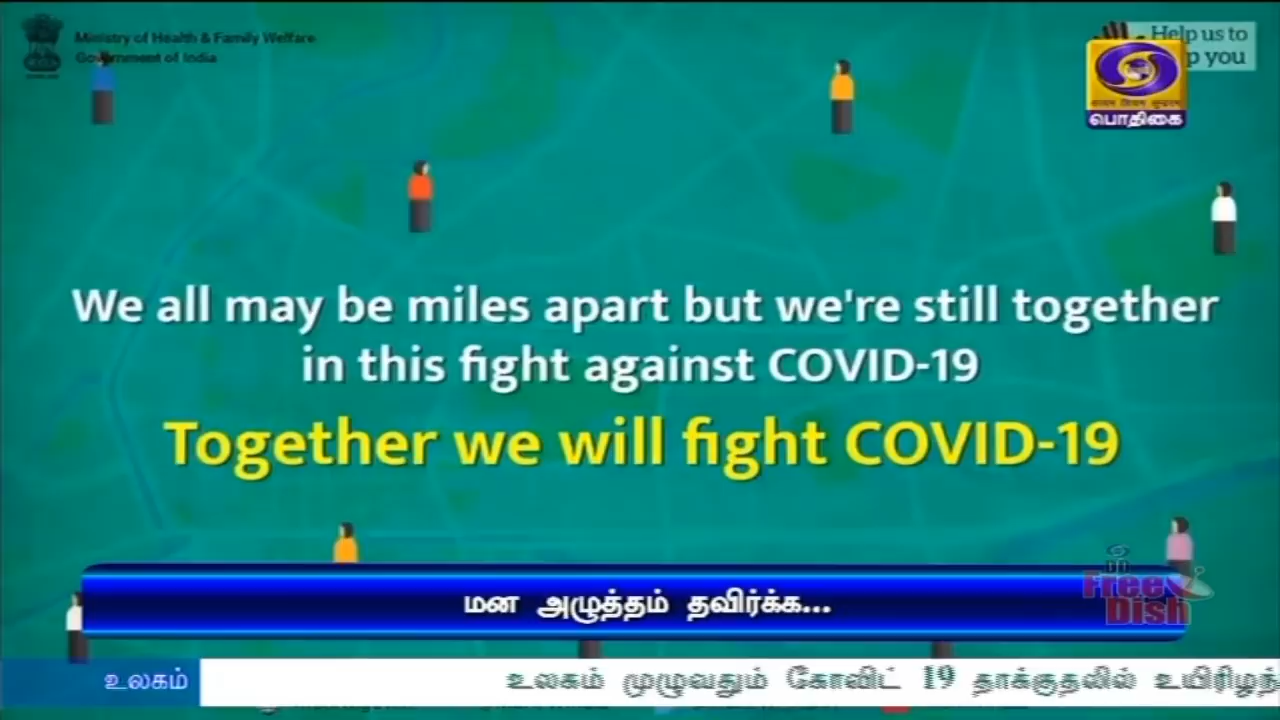 Ministry of Health & Family Welfare
Government of India
Help us to
you
பொதிகை
We all may be miles apart but we're still together
in this fight against COVID-19
Together we will fight COVID-19
மன அழுத்தம் தவிர்க்க...
DD
Free
Dish
உலகம்
உலகம் முழுவதும் கோவிட் 19 தாக்குதலில்